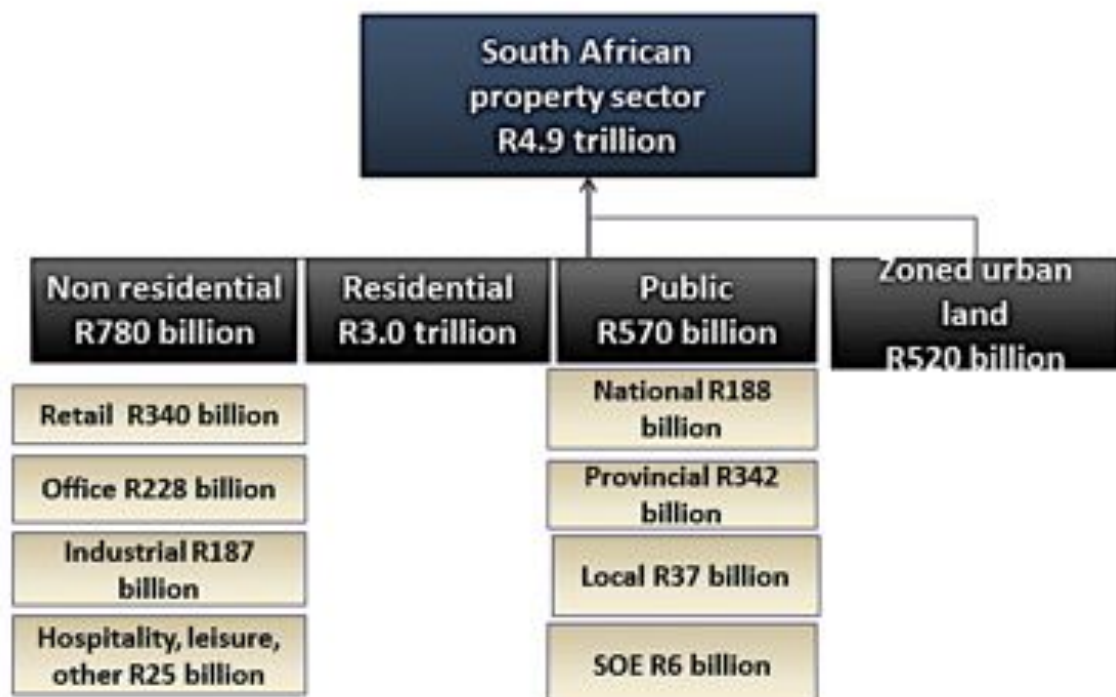 South African
property sector
R4.9 trillion
Non residential
R780 billion
Residential
R3.0 trillion
Public
R570 billion
Zoned urban
land
R520 billion
Retail R340 billion
Office R228 billion
Industrial R187
billion
Hospitality, leisure,
other R25 billion
National R188
billion
Provincial R342
billion
Local R37 billion
SOE R6 billion